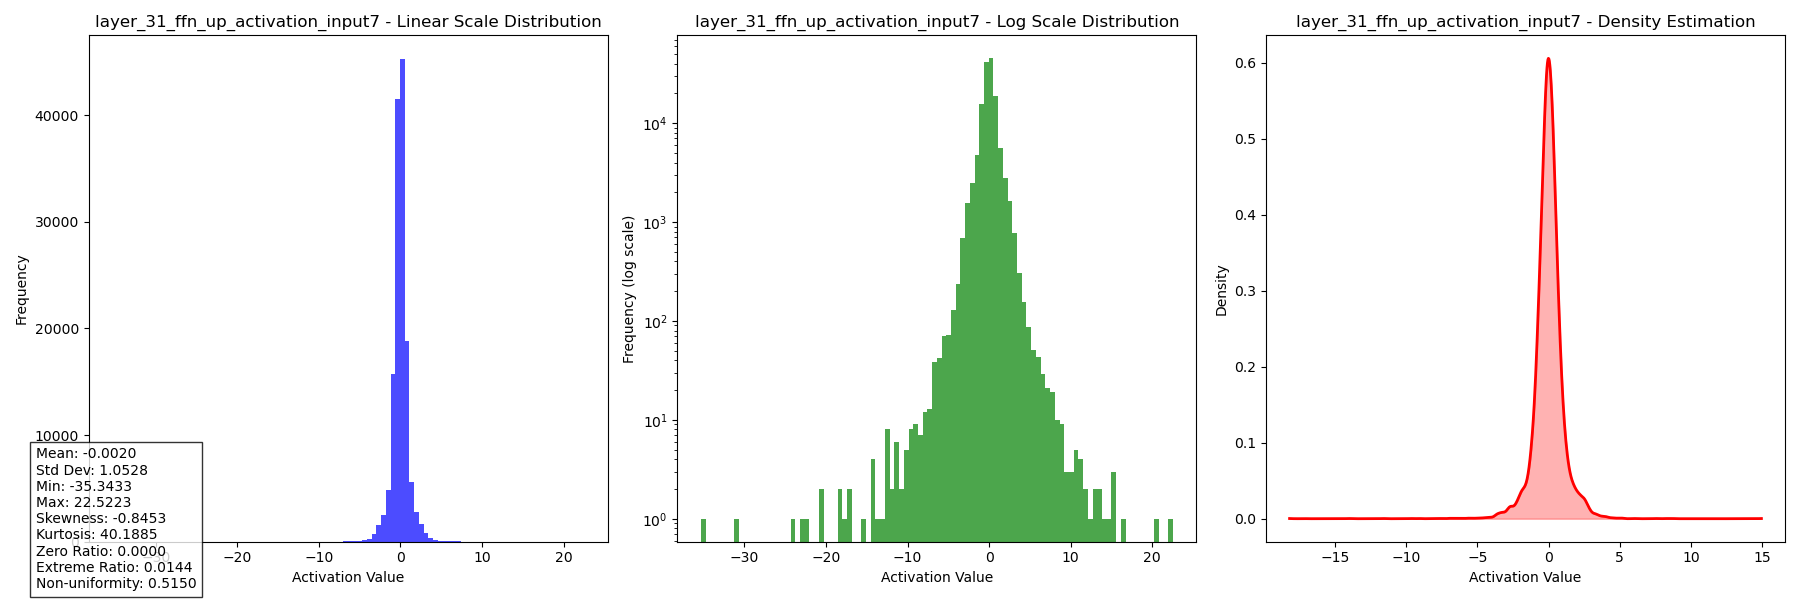 layer_31_ffn_up_activation_input7 - Linear Scale Distribution
Frequency
40000
30000
20000
10000
Mean: -0.0020
Std Dev: 1.0528
Min: -35.3433
Max: 22.5223
Skewness: -0.8453
Kurtosis: 40.1885
Zero Ratio: 0.0000
Extreme Ratio: 0.0144
Non-uniformity: 0.5150
−20 −10 0 10 20
Activation Value
layer_31_ffn_up_activation_input7 - Log Scale Distribution
Frequency (log scale)
10^4
10^3
10^2
10^1
10^0
−30 −20 −10 0 10 20
Activation Value
layer_31_ffn_up_activation_input7 - Density Estimation
Density
0.6
0.5
0.4
0.3
0.2
0.1
0.0
−15 −10 −5 0 5 10 15
Activation Value